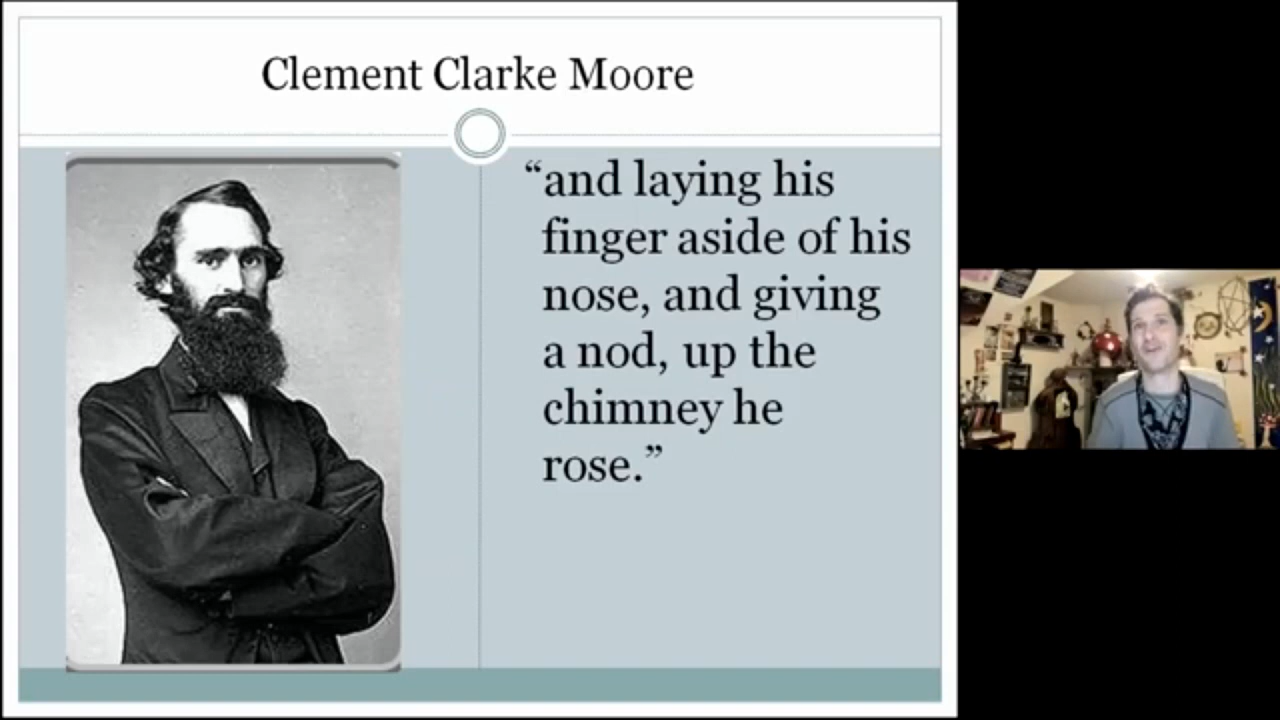 Clement Clarke Moore
“and laying his
finger aside of his
nose, and giving
a nod, up the
chimney he
rose.”